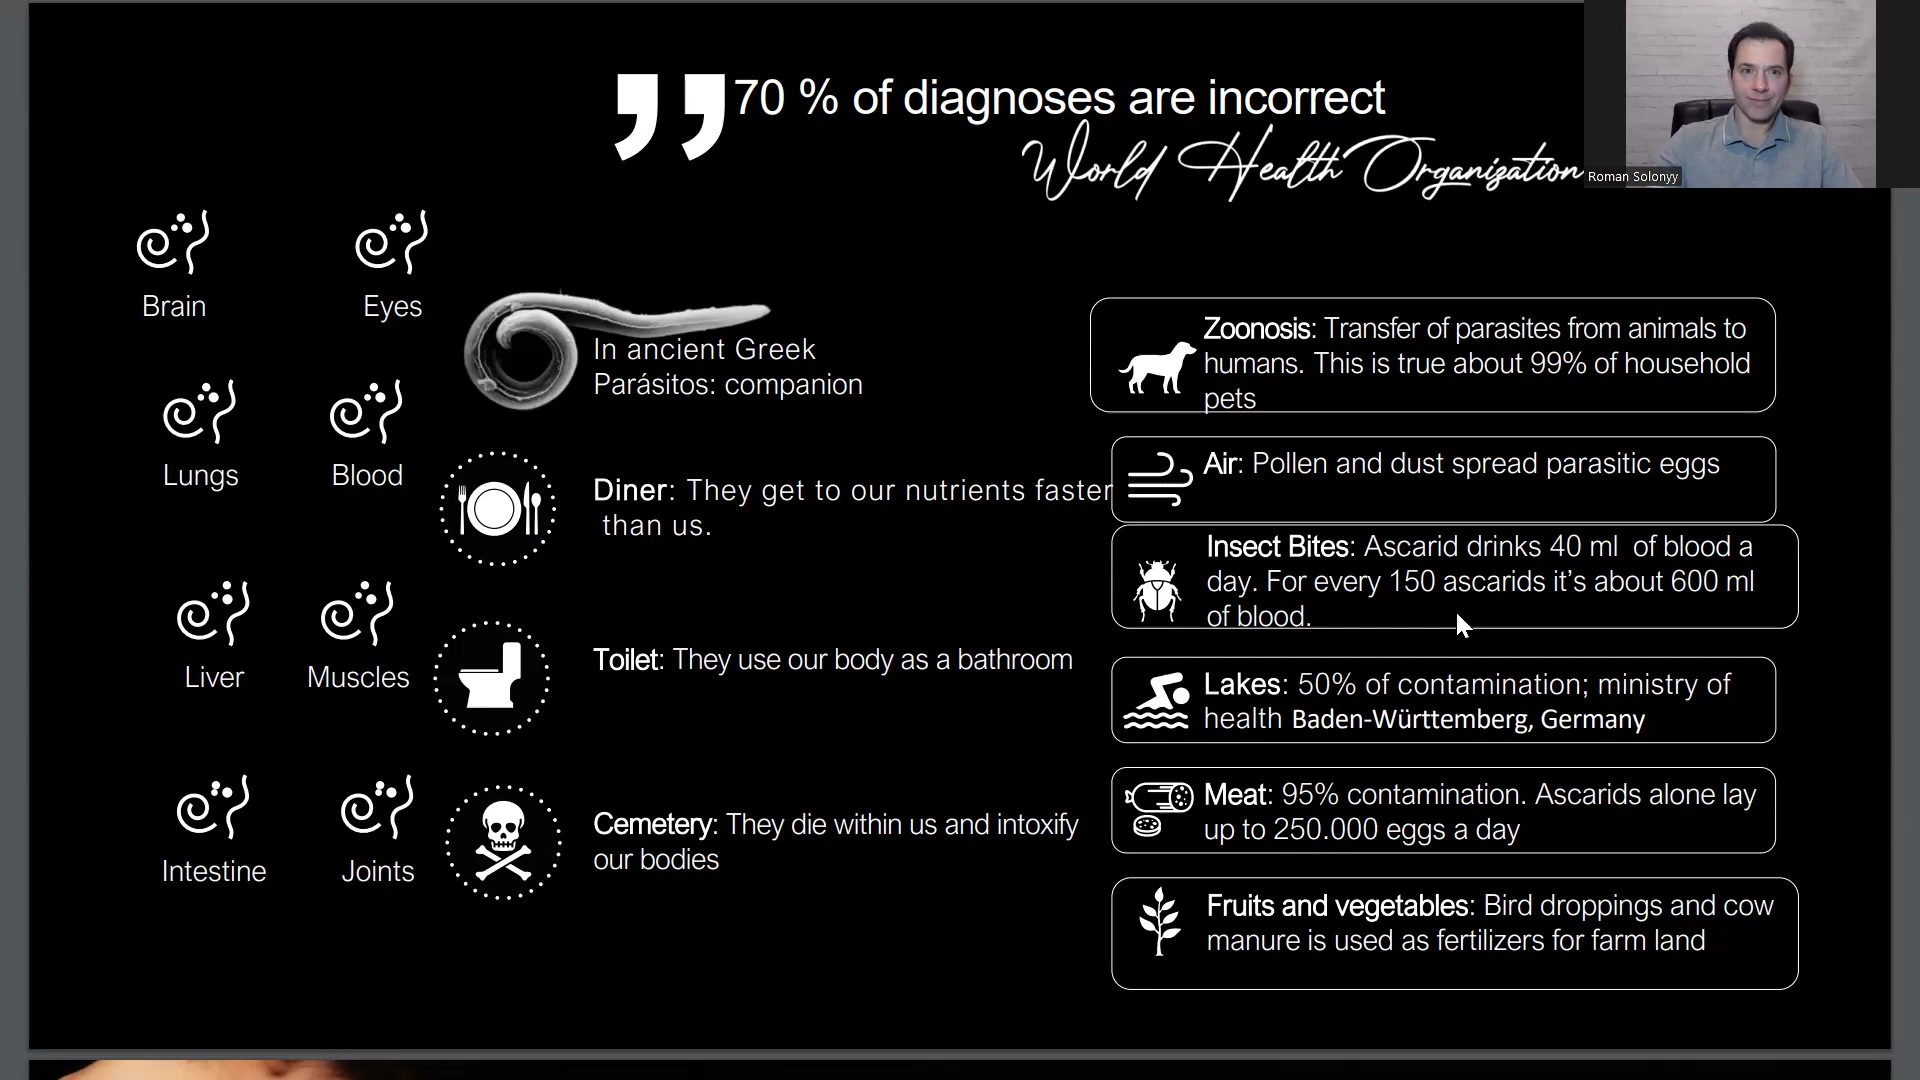 70 % of diagnoses are incorrect
World Health Organization
Roman Solonyy
Brain
Eyes
Lungs
Blood
Liver
Muscles
Intestine
Joints
In ancient Greek
Parásitos: companion
Diner: They get to our nutrients faster
than us.
Toilet: They use our body as a bathroom
Cemetery: They die within us and intoxify
our bodies
Zoonosis: Transfer of parasites from animals to
humans. This is true about 99% of household
pets
Air: Pollen and dust spread parasitic eggs
Insect Bites: Ascarid drinks 40 ml of blood a
day. For every 150 ascarids it’s about 600 ml
of blood.
Lakes: 50% of contamination; ministry of
health Baden-Württemberg, Germany
Meat: 95% contamination. Ascarids alone lay
up to 250.000 eggs a day
Fruits and vegetables: Bird droppings and cow
manure is used as fertilizers for farm land